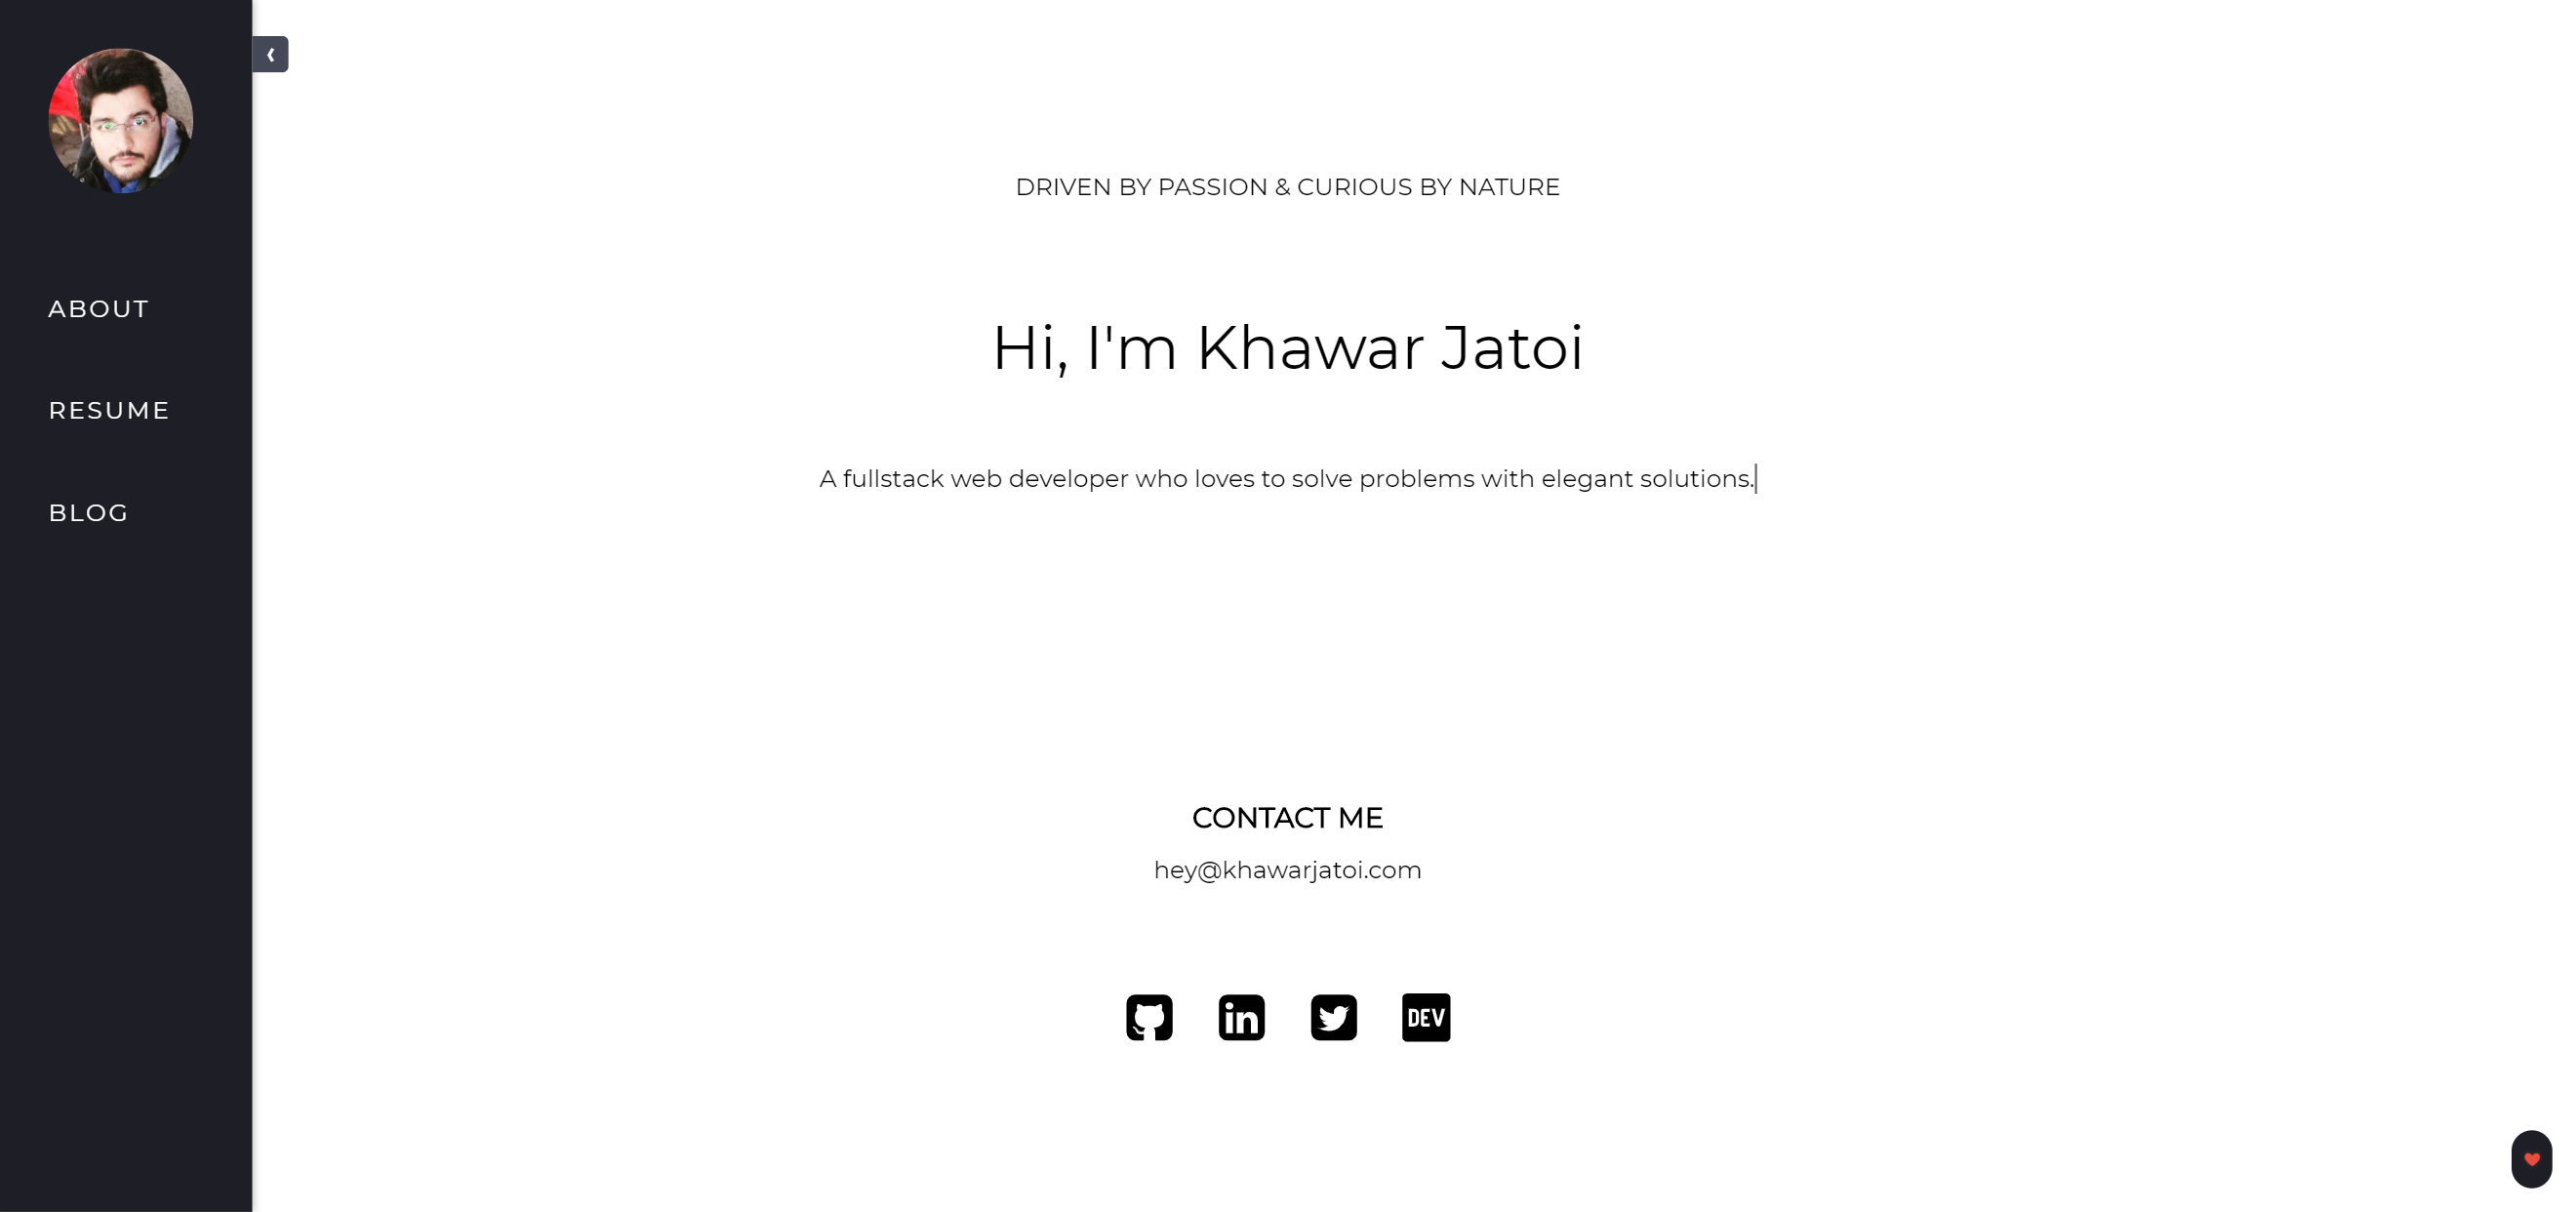 ABOUT
RESUME
BLOG
DRIVEN BY PASSION & CURIOUS BY NATURE
Hi, I'm Khawar Jatoi
A fullstack web developer who loves to solve problems with elegant solutions.
CONTACT ME
hey@khawarjatoi.com
in
DEV